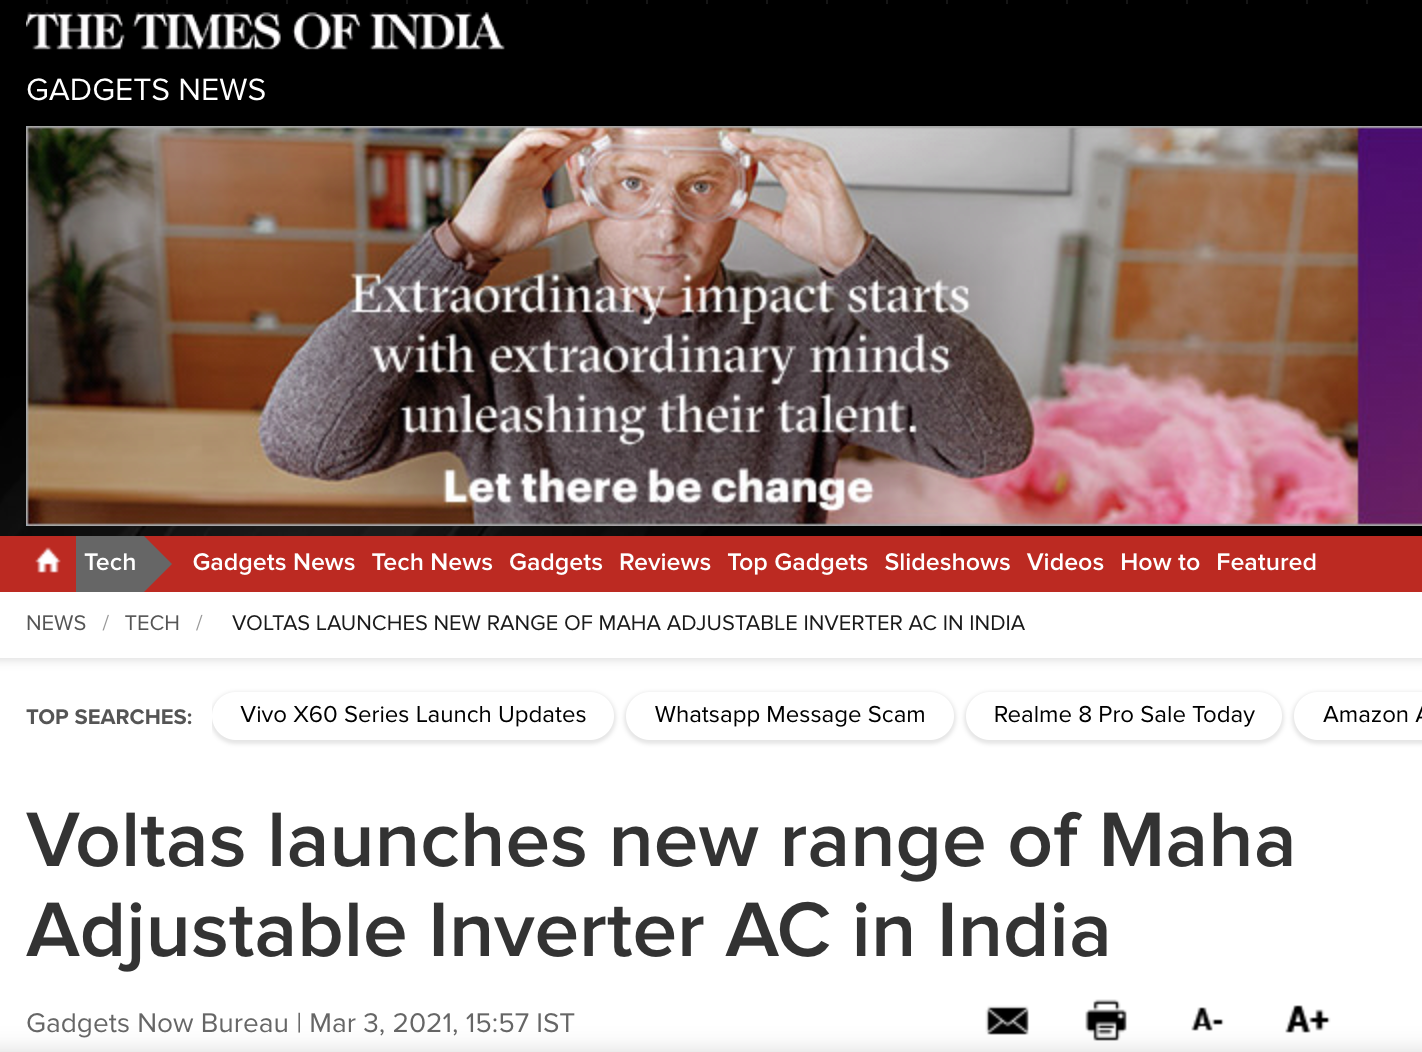 THE TIMES OF INDIA
GADGETS NEWS
Extraordinary impact starts
with extraordinary minds
unleashing their talent.
Let there be change
Tech Gadgets News Tech News Gadgets Reviews Top Gadgets Slideshows Videos How to Featured
NEWS / TECH / VOLTAS LAUNCHES NEW RANGE OF MAHA ADJUSTABLE INVERTER AC IN INDIA
TOP SEARCHES: Vivo X60 Series Launch Updates Whatsapp Message Scam Realme 8 Pro Sale Today Amazon A
Voltas launches new range of Maha
Adjustable Inverter AC in India
Gadgets Now Bureau | Mar 3, 2021, 15:57 IST A- A+